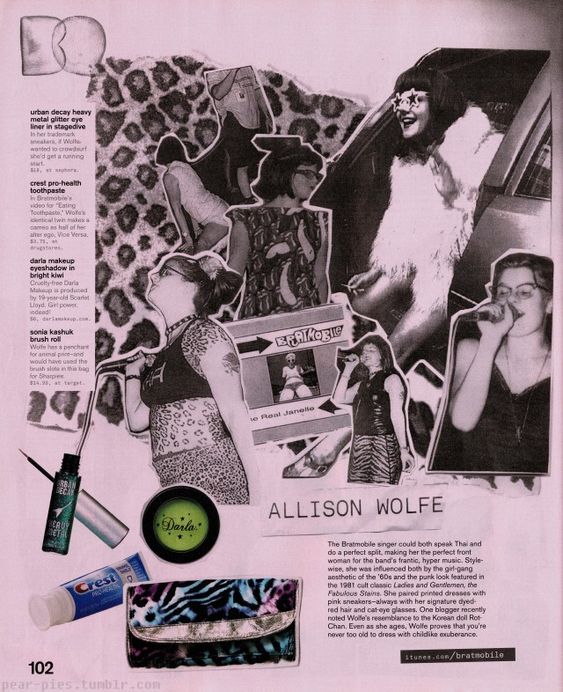 urban decay heavy
metal glitter eye
liner in stagedive
In her trademark
sneakers, if Wolfe
wanted to crowdsurf
she'd get a running
start.
$18, at sephora.
crest pro-health
toothpaste
In Bratmobile's
video for "Eating
Toothpaste," Wolfe's
identical twin makes a
cameo as half of her
alter ego, Vice Versa.
$3.75, at
drugstores.
darla makeup
eyeshadow in
bright kiwi
Cruelty-free Darla
Makeup is produced
by 19-year-old Scarlet
Lloyd. Girl power,
indeed!
$6, darlamakeup.com.
sonia kashuk
brush roll
Wolfe has a penchant
for animal print—and
would have used the
brush slots in this bag
for Sharpies.
$14.99, at target.
BRATMOBILE
he Real Janelle
URBAN
DECAY
HEAVY
METAL
Darla
Crest
PRO-HEALTH
ALLISON WOLFE
The Bratmobile singer could both speak Thai and
do a perfect split, making her the perfect front
woman for the band's frantic, hyper music. Style-
wise, she was influenced both by the girl-gang
aesthetic of the '60s and the punk look featured in
the 1981 cult classic Ladies and Gentlemen, the
Fabulous Stains. She paired printed dresses with
pink sneakers—always with her signature dyed-
red hair and cat-eye glasses. One blogger recently
noted Wolfe's resemblance to the Korean doll Rot-
Chan. Even as she ages, Wolfe proves that you're
never too old to dress with childlike exuberance.
itunes.com/bratmobile
102
pear-pies.tumblr.com